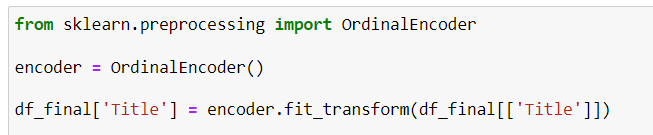 from sklearn.preprocessing import OrdinalEncoder
encoder = OrdinalEncoder()
df_final['Title'] = encoder.fit_transform(df_final[['Title']])